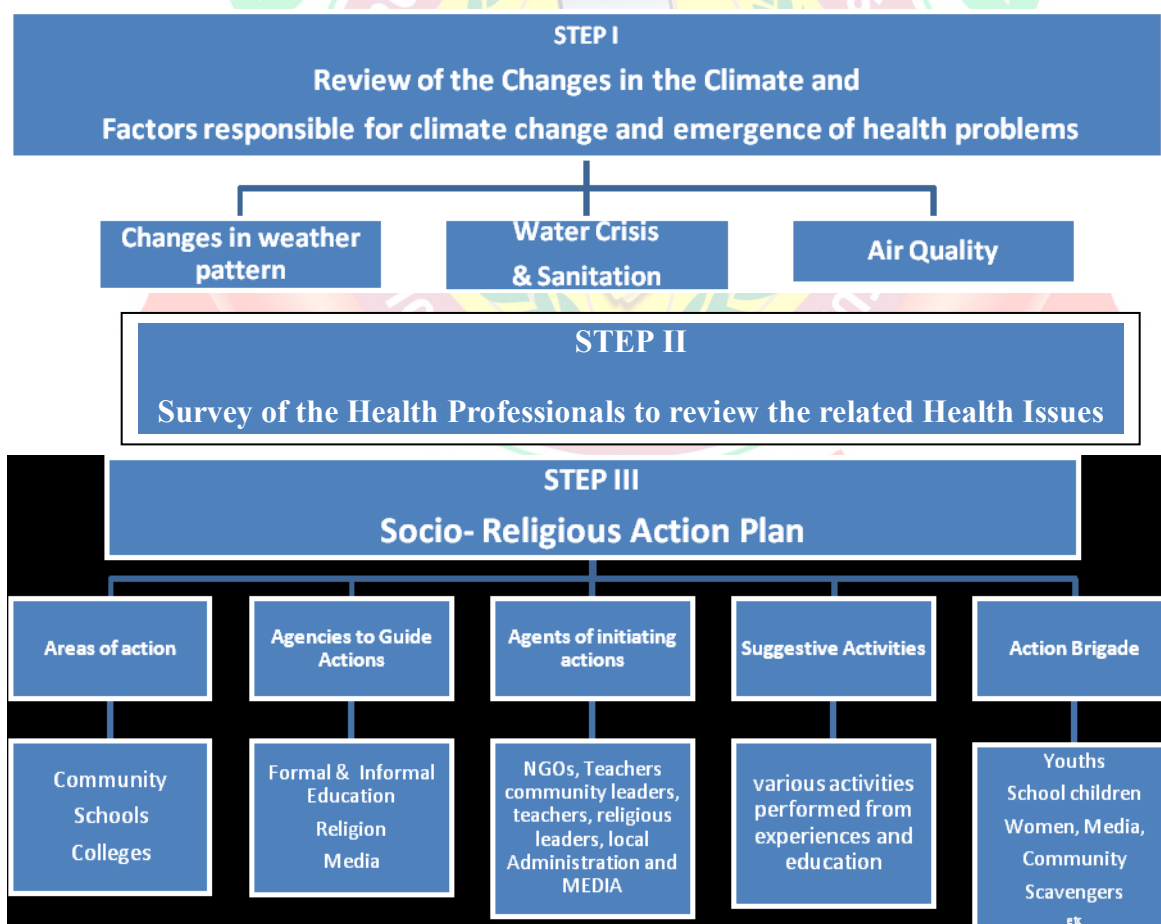 STEP I
Review of the Changes in the Climate and
Factors responsible for climate change and emergence of health problems
Changes in weather
pattern
Water Crisis
& Sanitation
Air Quality
STEP II
Survey of the Health Professionals to review the related Health Issues
STEP III
Socio- Religious Action Plan
Areas of action
Agencies to Guide
Actions
Agents of initiating
actions
Suggestive Activities
Action Brigade
Community
Schools
Colleges
Formal & Informal
Education
Religion
Media
NGOs, Teachers
community leaders,
teachers, religious
leaders, local
Administration and
MEDIA
various activities
performed from
experiences and
education
Youths
School children
Women, Media,
Community
Scavengers
etc